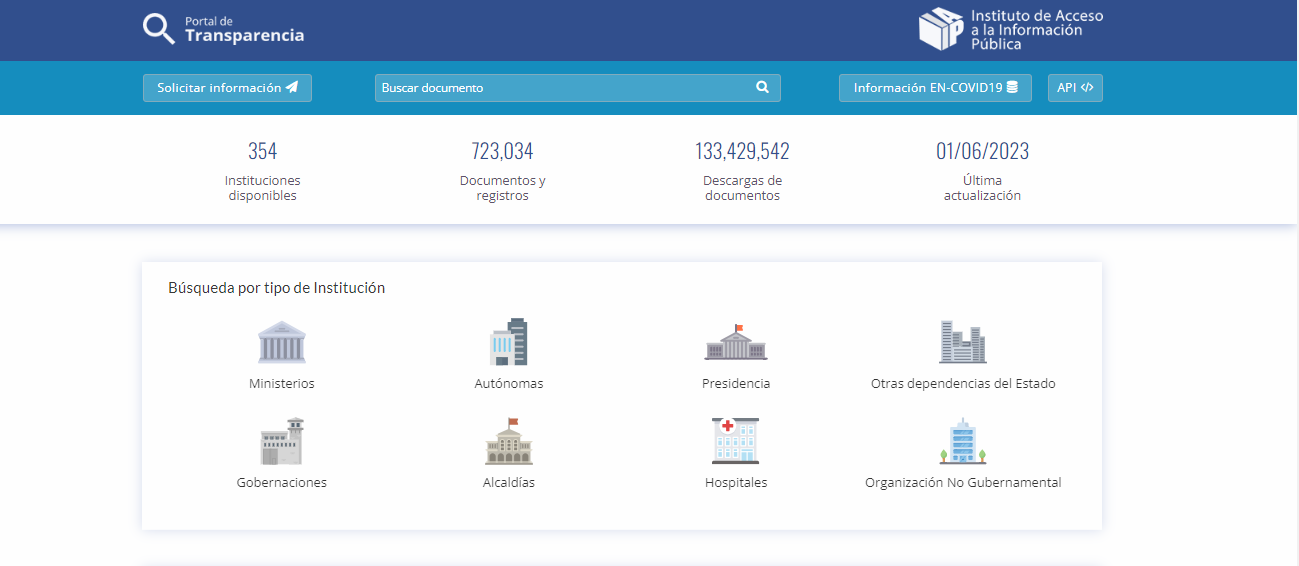 Portal de
Transparencia
Instituto de Acceso
a la Información
Pública
Solicitar información
Buscar documento
Información EN-COVID19
API
354
723,034
133,429,542
01/06/2023
Instituciones
disponibles
Documentos y
registros
Descargas de
documentos
Última
actualización
Búsqueda por tipo de Institución
Ministerios
Autónomas
Presidencia
Otras dependencias del Estado
Gobernaciones
Alcaldías
Hospitales
Organización No Gubernamental